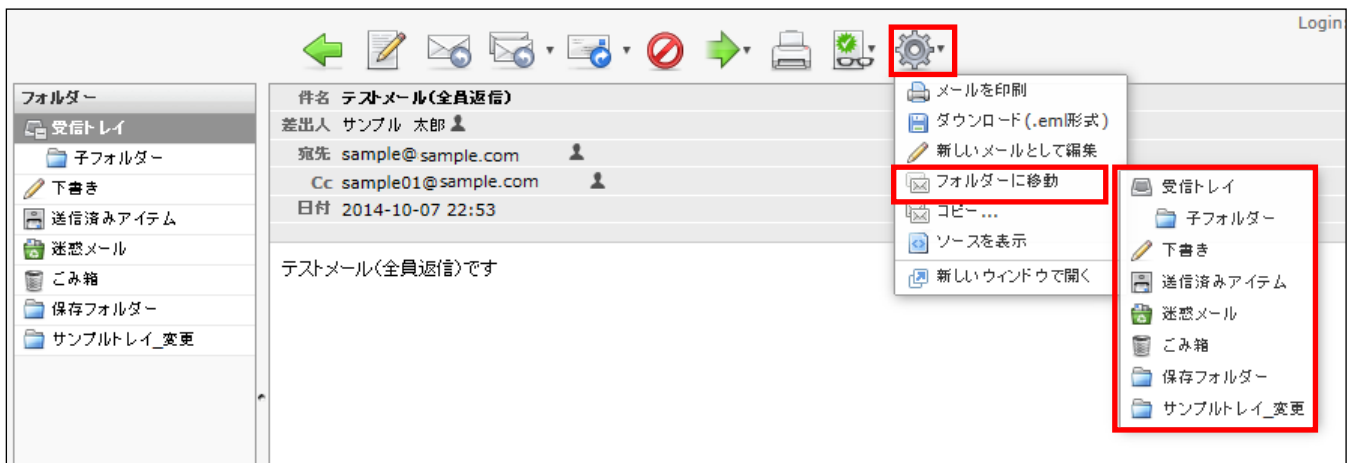 Login:
フォルダー
受信トレイ
子フォルダー
下書き
送信済みアイテム
迷惑メール
ごみ箱
保存フォルダー
サンプルトレイ_変更
件名 テストメール(全員返信)
差出人 サンプル 太郎
宛先 sample@sample.com
Cc sample01@sample.com
日付 2014-10-07 22:53
テストメール(全員返信)です
メールを印刷
ダウンロード(.eml形式)
新しいメールとして編集
フォルダーに移動
コピー...
ソースを表示
新しいウィンドウで開く
受信トレイ
子フォルダー
下書き
送信済みアイテム
迷惑メール
ごみ箱
保存フォルダー
サンプルトレイ_変更